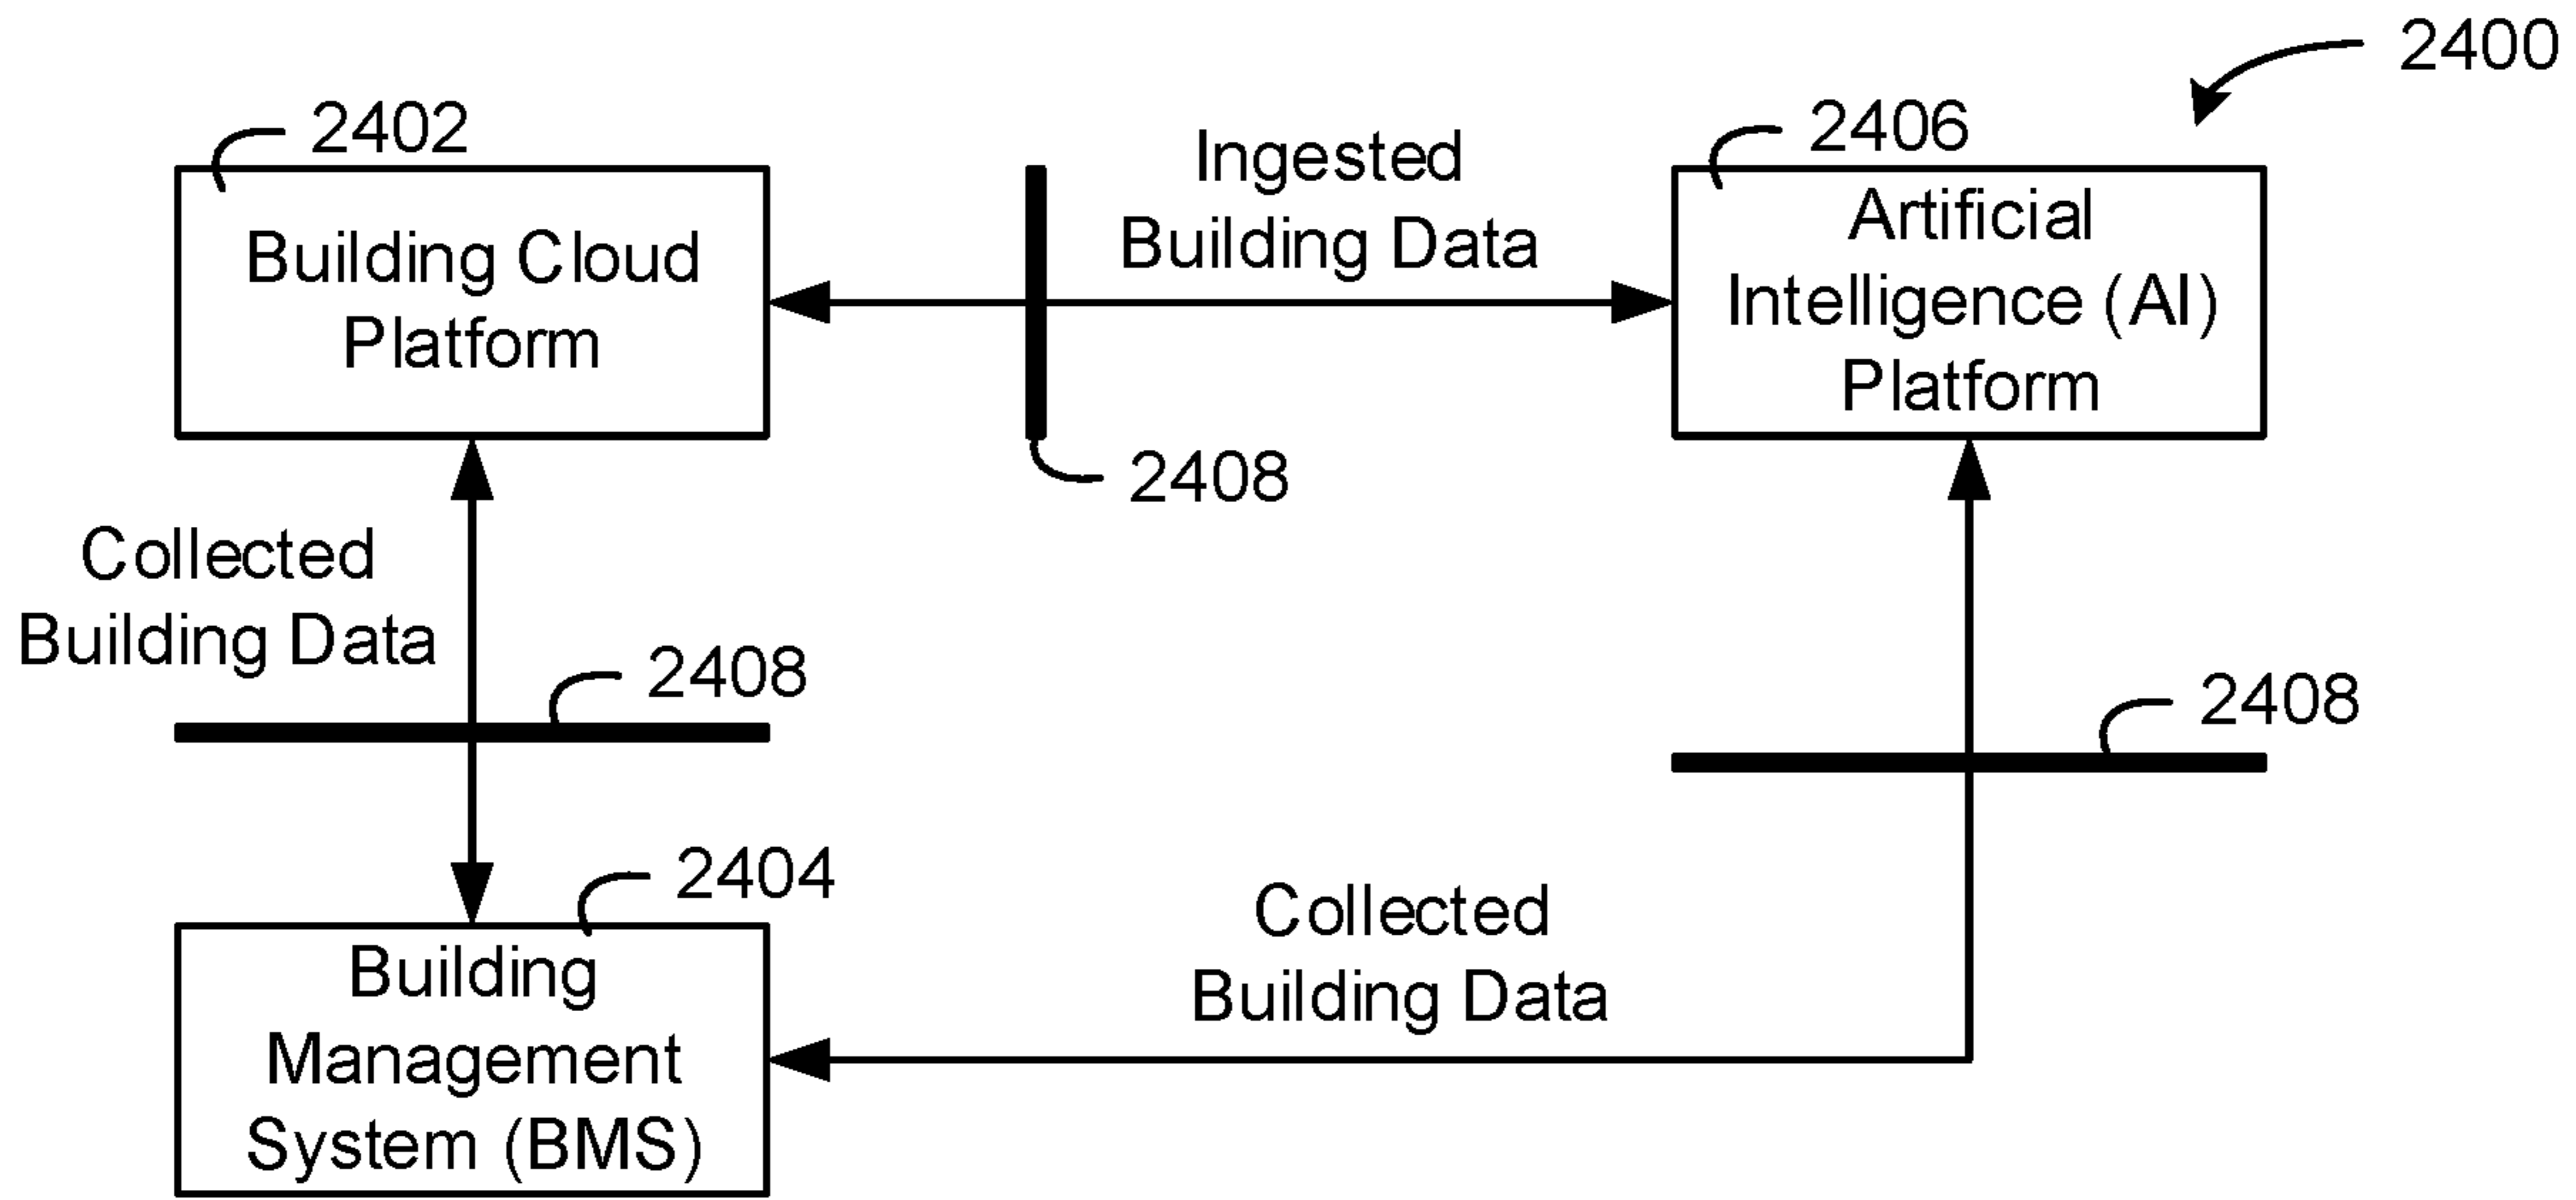 2400
2402
Building Cloud
Platform
Ingested
Building Data
2408
2406
Artificial
Intelligence (AI)
Platform
Collected
Building Data
2408
2408
2404
Building
Management
System (BMS)
Collected
Building Data